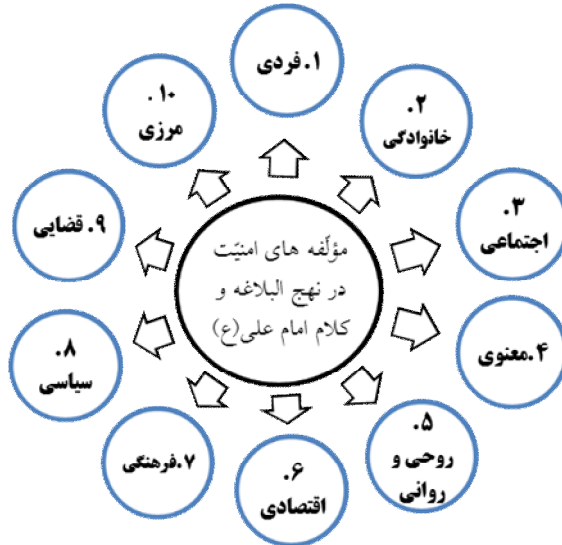 مؤلّفه های امنیّت
در نهج البلاغه و
کلام امام علی(ع)
۱.فردی
۲.
خانوادگی
۳.
اجتماعی
۴.معنوی
۵.
روحی و
روانی
۶.
اقتصادی
۷.فرهنگی
۸.
سیاسی
۹. قضایی
۱۰.
مرزی